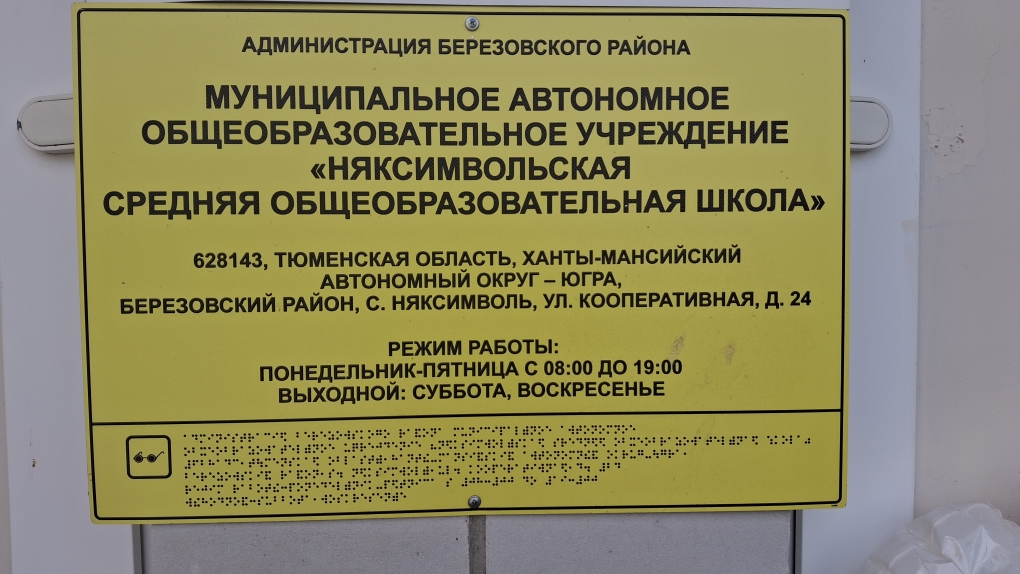 АДМИНИСТРАЦИЯ БЕРЕЗОВСКОГО РАЙОНА
МУНИЦИПАЛЬНОЕ АВТОНОМНОЕ
ОБЩЕОБРАЗОВАТЕЛЬНОЕ УЧРЕЖДЕНИЕ
«НЯКСИМВОЛЬСКАЯ
СРЕДНЯЯ ОБЩЕОБРАЗОВАТЕЛЬНАЯ ШКОЛА»
628143, ТЮМЕНСКАЯ ОБЛАСТЬ, ХАНТЫ-МАНСИЙСКИЙ
АВТОНОМНЫЙ ОКРУГ – ЮГРА,
БЕРЕЗОВСКИЙ РАЙОН, С. НЯКСИМВОЛЬ, УЛ. КООПЕРАТИВНАЯ, Д. 24
РЕЖИМ РАБОТЫ:
ПОНЕДЕЛЬНИК-ПЯТНИЦА С 08:00 ДО 19:00
ВЫХОДНОЙ: СУББОТА, ВОСКРЕСЕНЬЕ